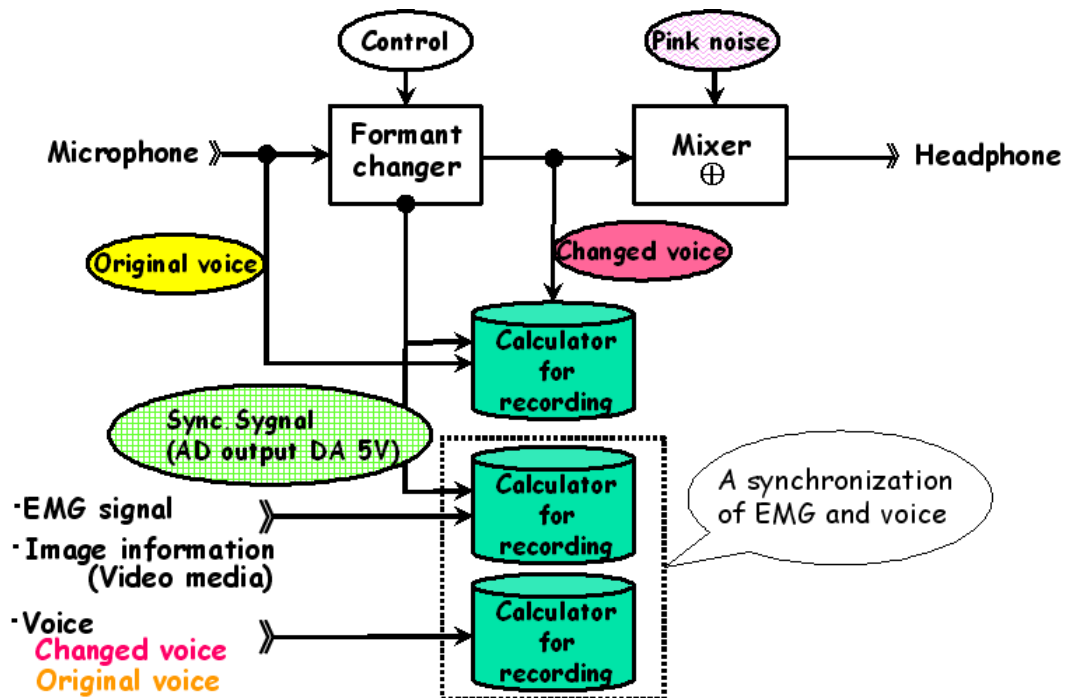 Control
Pink noise
Microphone
Formant
changer
Mixer
Headphone
Original voice
Changed voice
Calculator
for
recording
Sync. Sygnal
(AD output DA 5V)
Calculator
for
recording
A synchronization
of EMG and voice
·EMG signal
·Image information
(Video media)
·Voice
Changed voice
Original voice
Calculator
for
recording